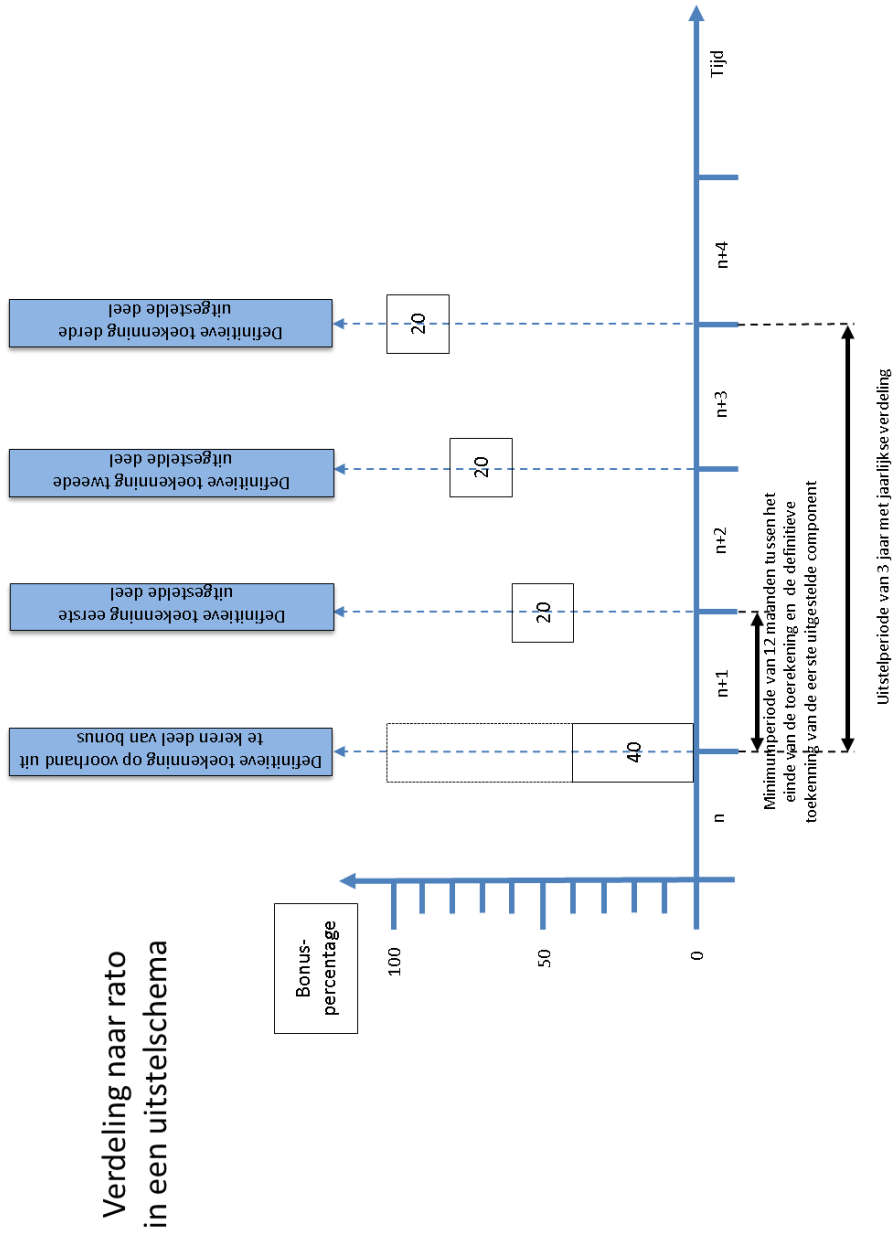 Verdeling naar rato
in een uitstelschema
Bonus-
percentage
100
50
0
Definitieve toekenning op voorhand uit
te keren deel van bonus
Definitieve toekenning eerste
uitgestelde deel
Definitieve toekenning tweede
uitgestelde deel
Definitieve toekenning derde
uitgestelde deel
40
20
20
20
n
n+1
n+2
n+3
n+4
Tijd
Minimumperiode van 12 maanden tussen het
einde van de toerekening en de definitieve
toekenning van de eerste uitgestelde component
Uitstelperiode van 3 jaar met jaarlijkse verdeling